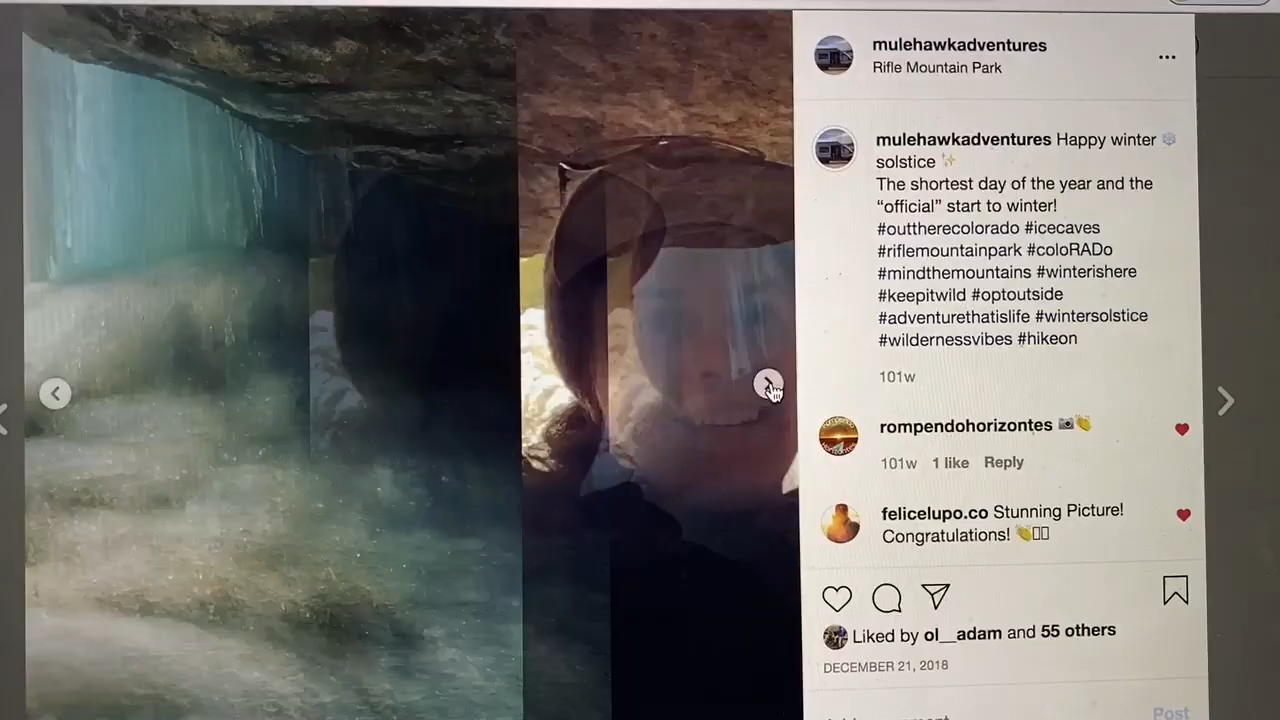 mulehawkadventures
Rifle Mountain Park
mulehawkadventures Happy winter ❄️
solstice ✨
The shortest day of the year and the
“official” start to winter!
#outtherecolorado #icecaves
#riflemountainpark #coloRADo
#mindthemountains #winterishere
#keepitwild #optoutside
#adventurethatislife #wintersolstice
#wildernessvibes #hikeon
101w
rompendohorizontes 📷👏
101w 1 like Reply
felicelupo.co Stunning Picture!
Congratulations! 👏
Liked by ol__adam and 55 others
DECEMBER 21, 2018
Post